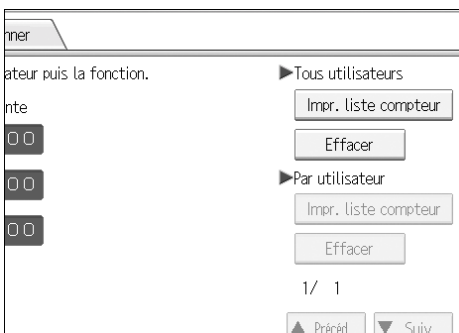 nner
ateur puis la fonction.
nte
00
00
00
▶Tous utilisateurs
Impr. liste compteur
Effacer
▶Par utilisateur
Impr. liste compteur
Effacer
1/ 1
▲ Précéd.
▼ Suiv.